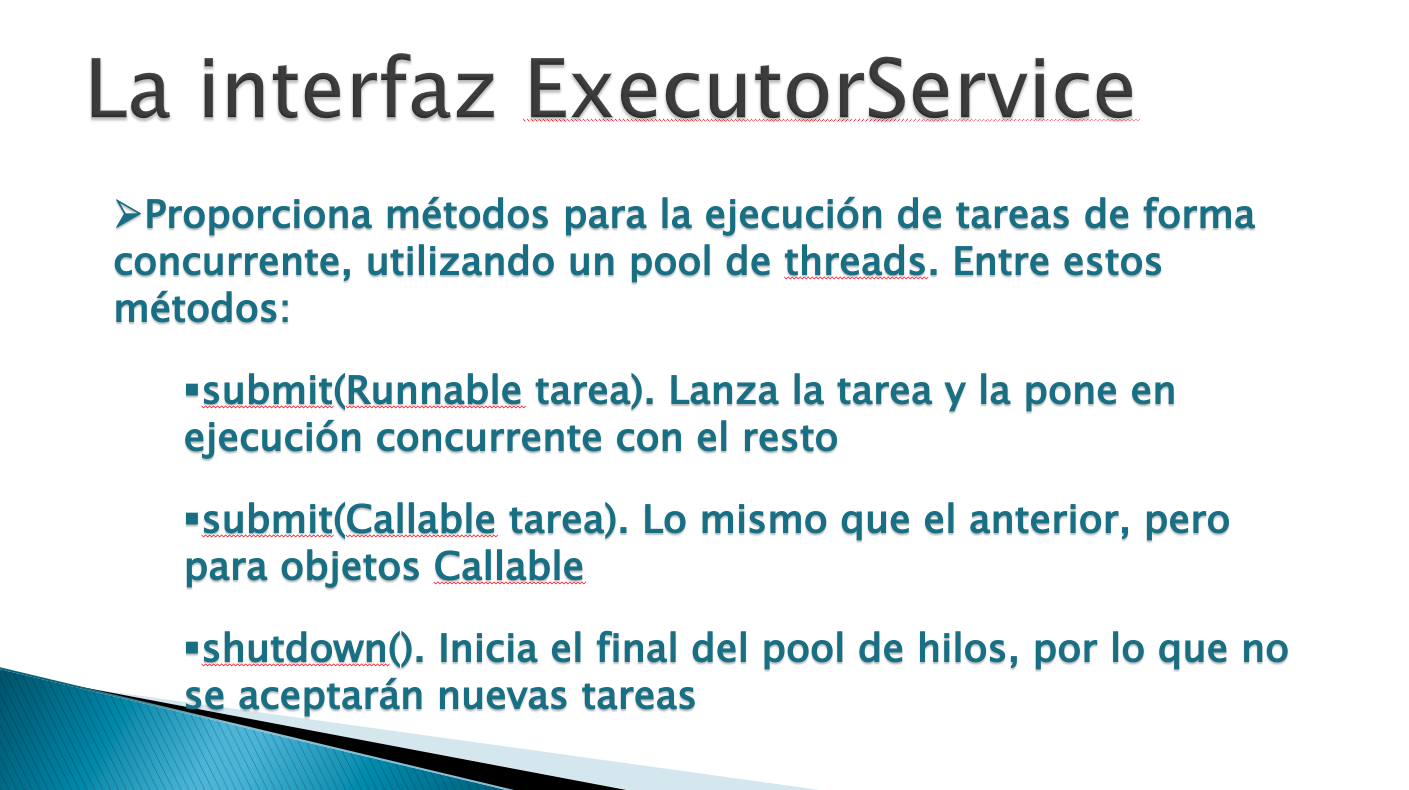 La interfaz ExecutorService
➢Proporciona métodos para la ejecución de tareas de forma
concurrente, utilizando un pool de threads. Entre estos
métodos:
▪submit(Runnable tarea). Lanza la tarea y la pone en
ejecución concurrente con el resto
▪submit(Callable tarea). Lo mismo que el anterior, pero
para objetos Callable
▪shutdown(). Inicia el final del pool de hilos, por lo que no
se aceptarán nuevas tareas